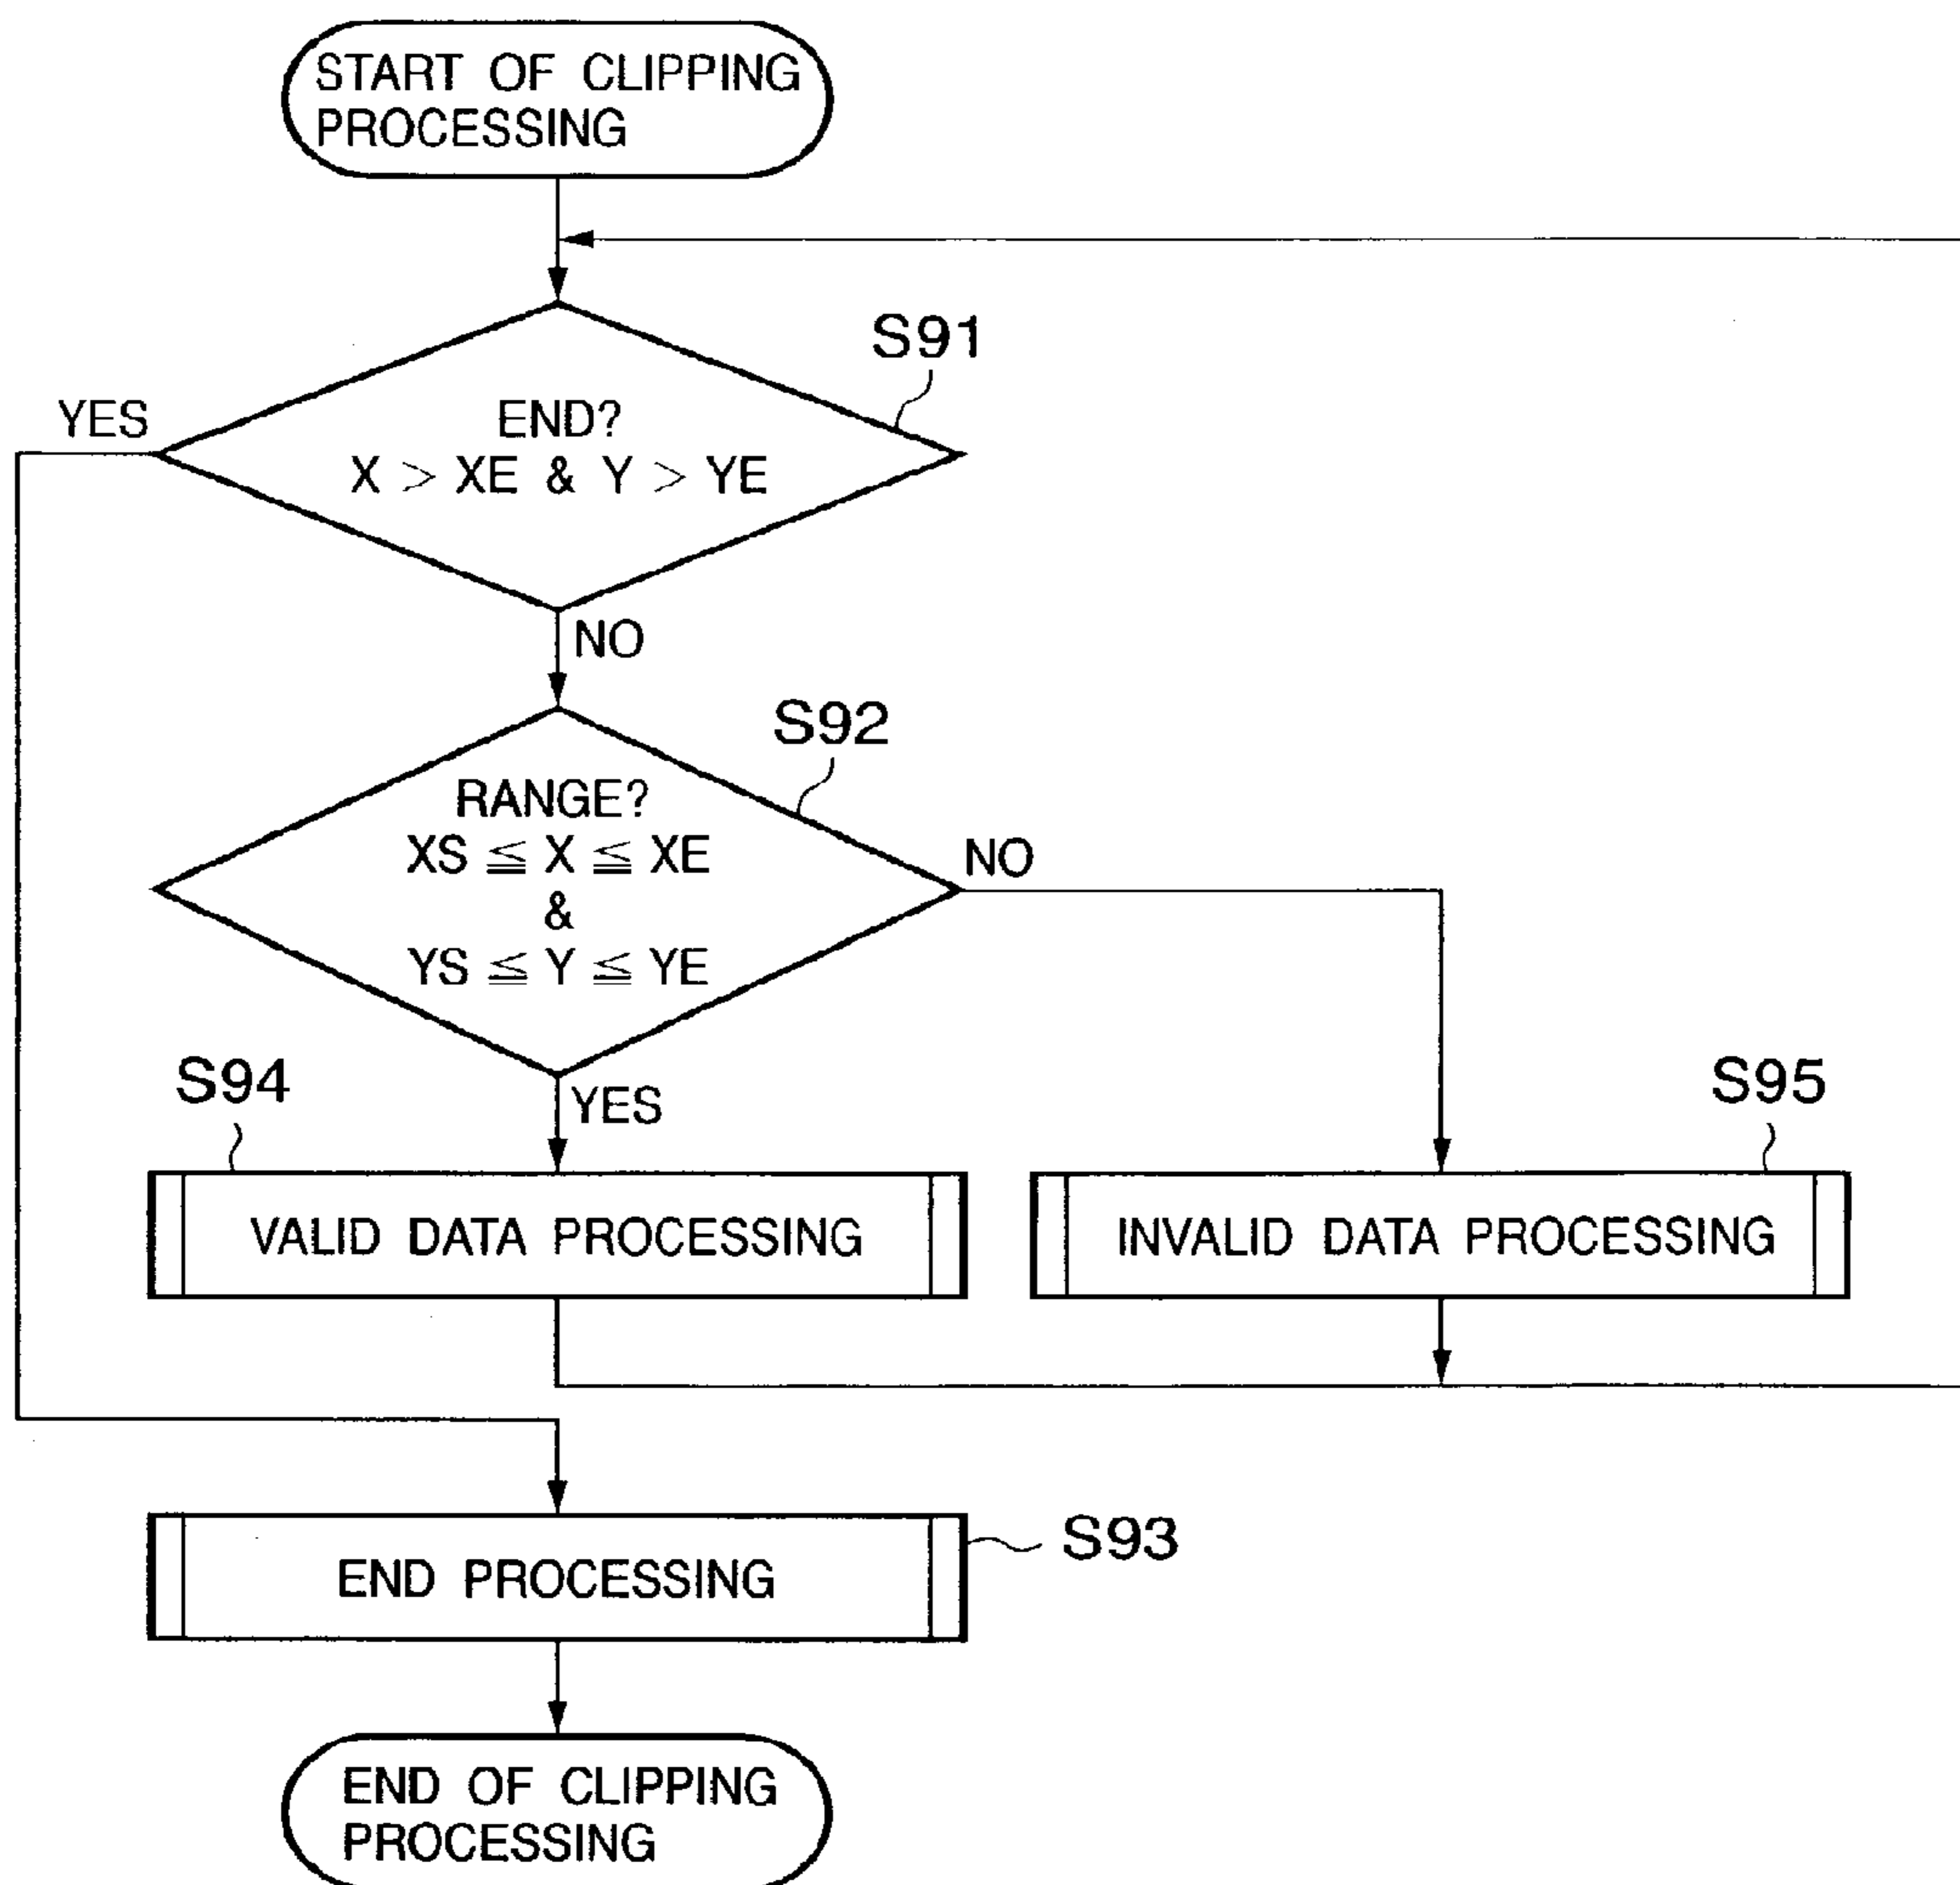 START OF CLIPPING
PROCESSING
S91
YES
END?
X > XE & Y > YE
NO
S92
RANGE?
XS ≦ X ≦ XE
&
YS ≦ Y ≦ YE
NO
S94
YES
S95
VALID DATA PROCESSING
INVALID DATA PROCESSING
S93
END PROCESSING
END OF CLIPPING
PROCESSING